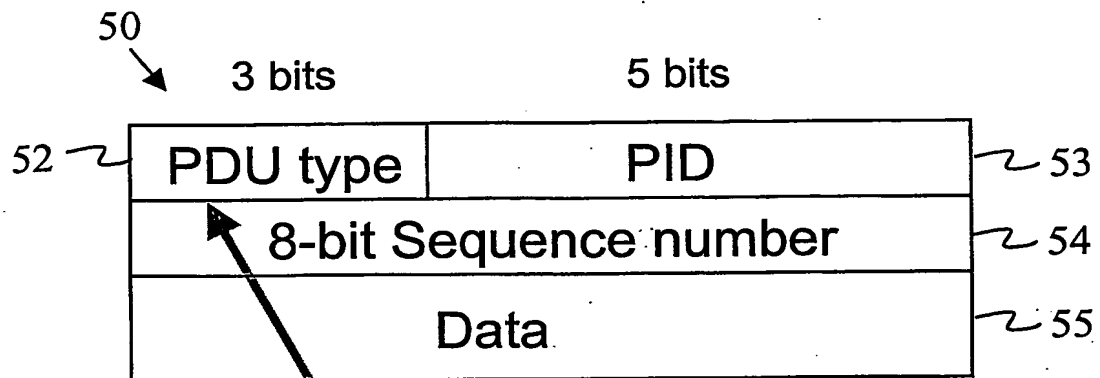 50
3 bits 5 bits
52 PDU type PID 53
8-bit Sequence number 54
Data 55